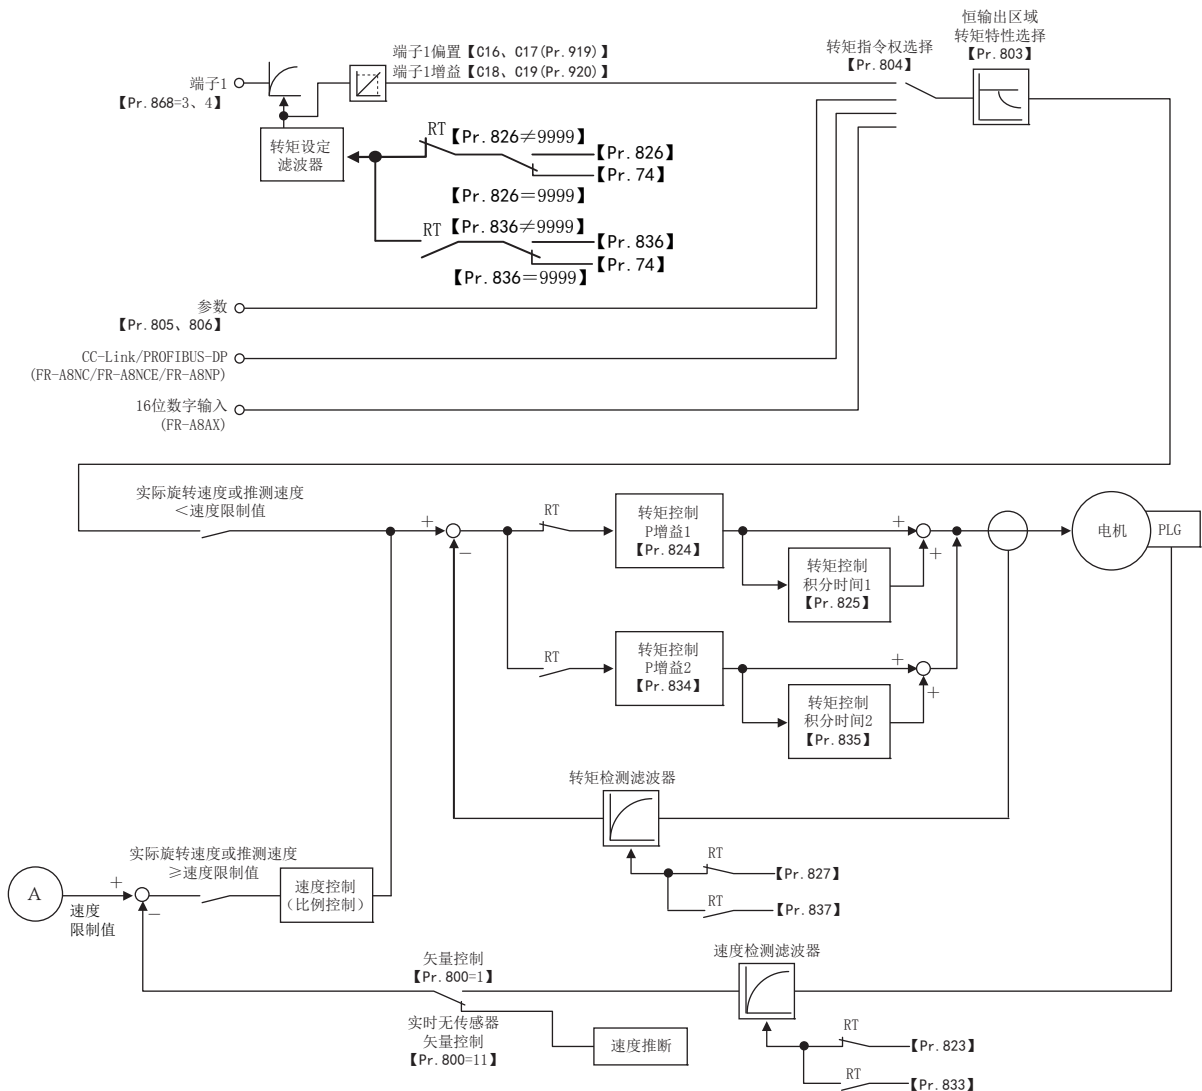 恒输出区域
转矩特性选择
【Pr.803】
转矩指令权选择
【Pr.804】
端子1偏置【C16、C17(Pr.919)】
端子1增益【C18、C19(Pr.920)】
端子1
【Pr.868=3、4】
转矩设定
滤波器
RT
【Pr.826≠9999】
【Pr.826】
【Pr.74】
【Pr.826＝9999】
RT
【Pr.836≠9999】
【Pr.836】
【Pr.74】
【Pr.836＝9999】
参数
【Pr.805、806】
CC-Link/PROFIBUS-DP
(FR-A8NC/FR-A8NCE/FR-A8NP)
16位数字输入
(FR-A8AX)
实际旋转速度或推测速度
＜速度限制值
＋
－
RT
转矩控制
P增益1
【Pr.824】
＋
＋
转矩控制
积分时间1
【Pr.825】
电机
PLG
RT
转矩控制
P增益2
【Pr.834】
＋
＋
转矩控制
积分时间2
【Pr.835】
转矩检测滤波器
RT
【Pr.827】
RT
【Pr.837】
实际旋转速度或推测速度
≥速度限制值
A
＋
－
速度
限制值
速度控制
（比例控制）
矢量控制
【Pr.800=1】
实时无传感器
矢量控制
【Pr.800=11】
速度推断
速度检测滤波器
RT
【Pr.823】
RT
【Pr.833】